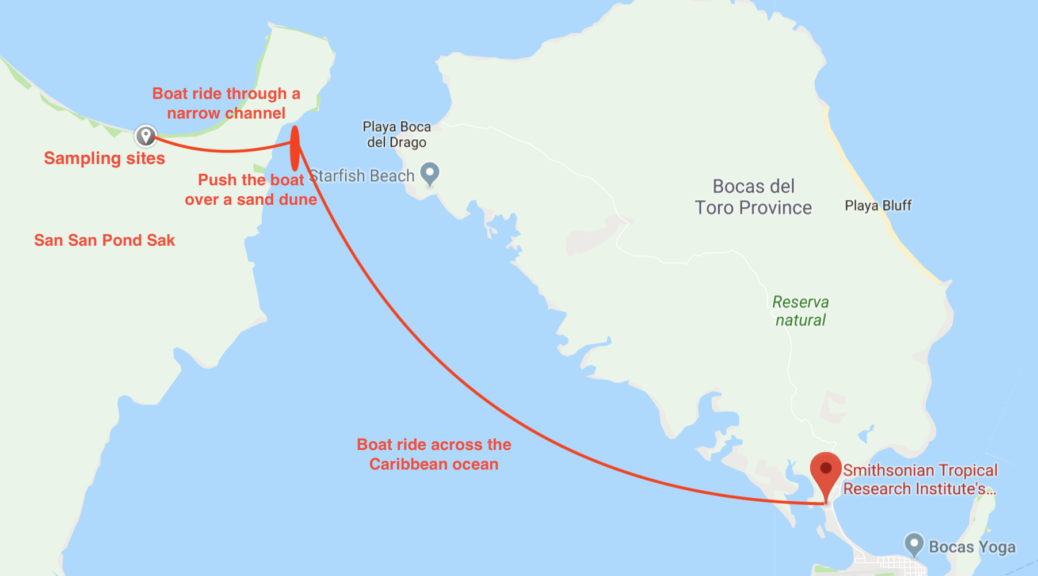 Boat ride through a
narrow channel
Sampling sites
Push the boat
over a sand dune
San San Pond Sak
Playa Boca
del Drago
Starfish Beach
Bocas del
Toro Province
Playa Bluff
Reserva
natural
Boat ride across the
Caribbean ocean
Smithsonian Tropical
Research Institute's...
Bocas Yoga